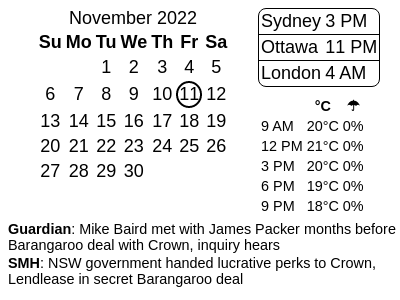 November 2022
Su Mo Tu We Th Fr Sa
1 2 3 4 5
6 7 8 9 10 11 12
13 14 15 16 17 18 19
20 21 22 23 24 25 26
27 28 29 30
Sydney 3 PM
Ottawa 11 PM
London 4 AM
°C ☂
9 AM 20°C 0%
12 PM 21°C 0%
3 PM 20°C 0%
6 PM 19°C 0%
9 PM 18°C 0%
Guardian: Mike Baird met with James Packer months before
Barangaroo deal with Crown, inquiry hears
SMH: NSW government handed lucrative perks to Crown,
Lendlease in secret Barangaroo deal